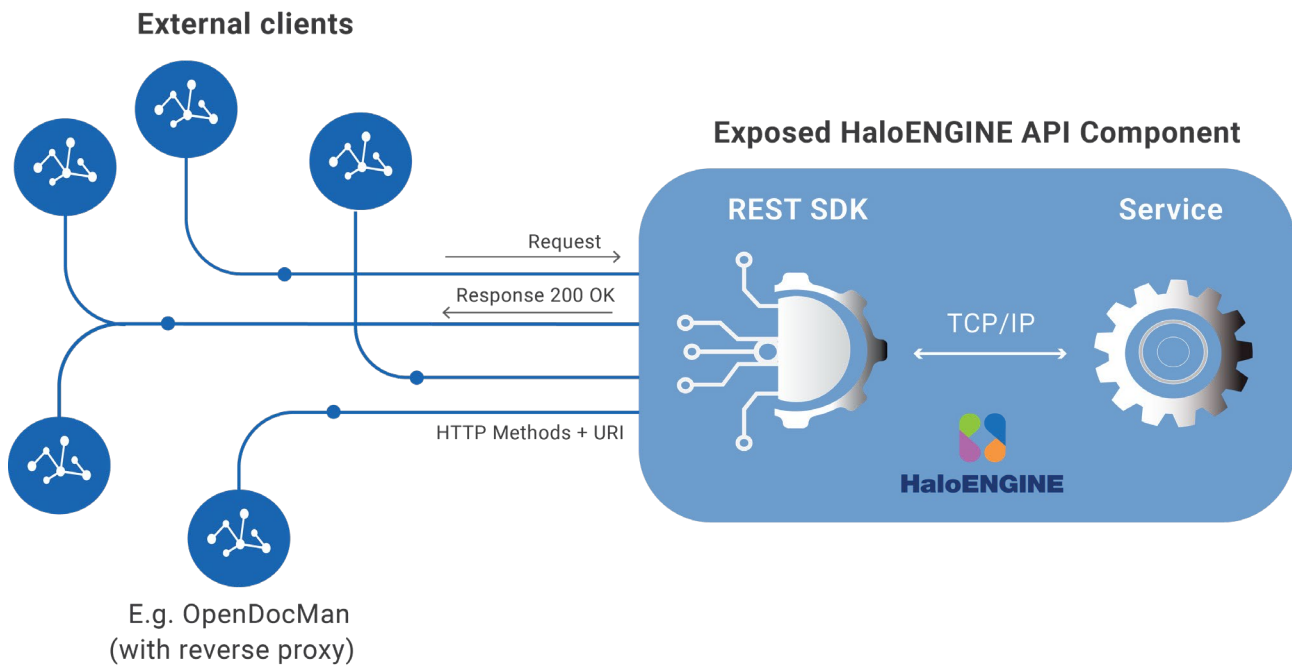 External clients
Exposed HaloENGINE API Component
REST SDK
Service
Request
Response 200 OK
TCP/IP
HTTP Methods + URI
HaloENGINE
E.g. OpenDocMan
(with reverse proxy)